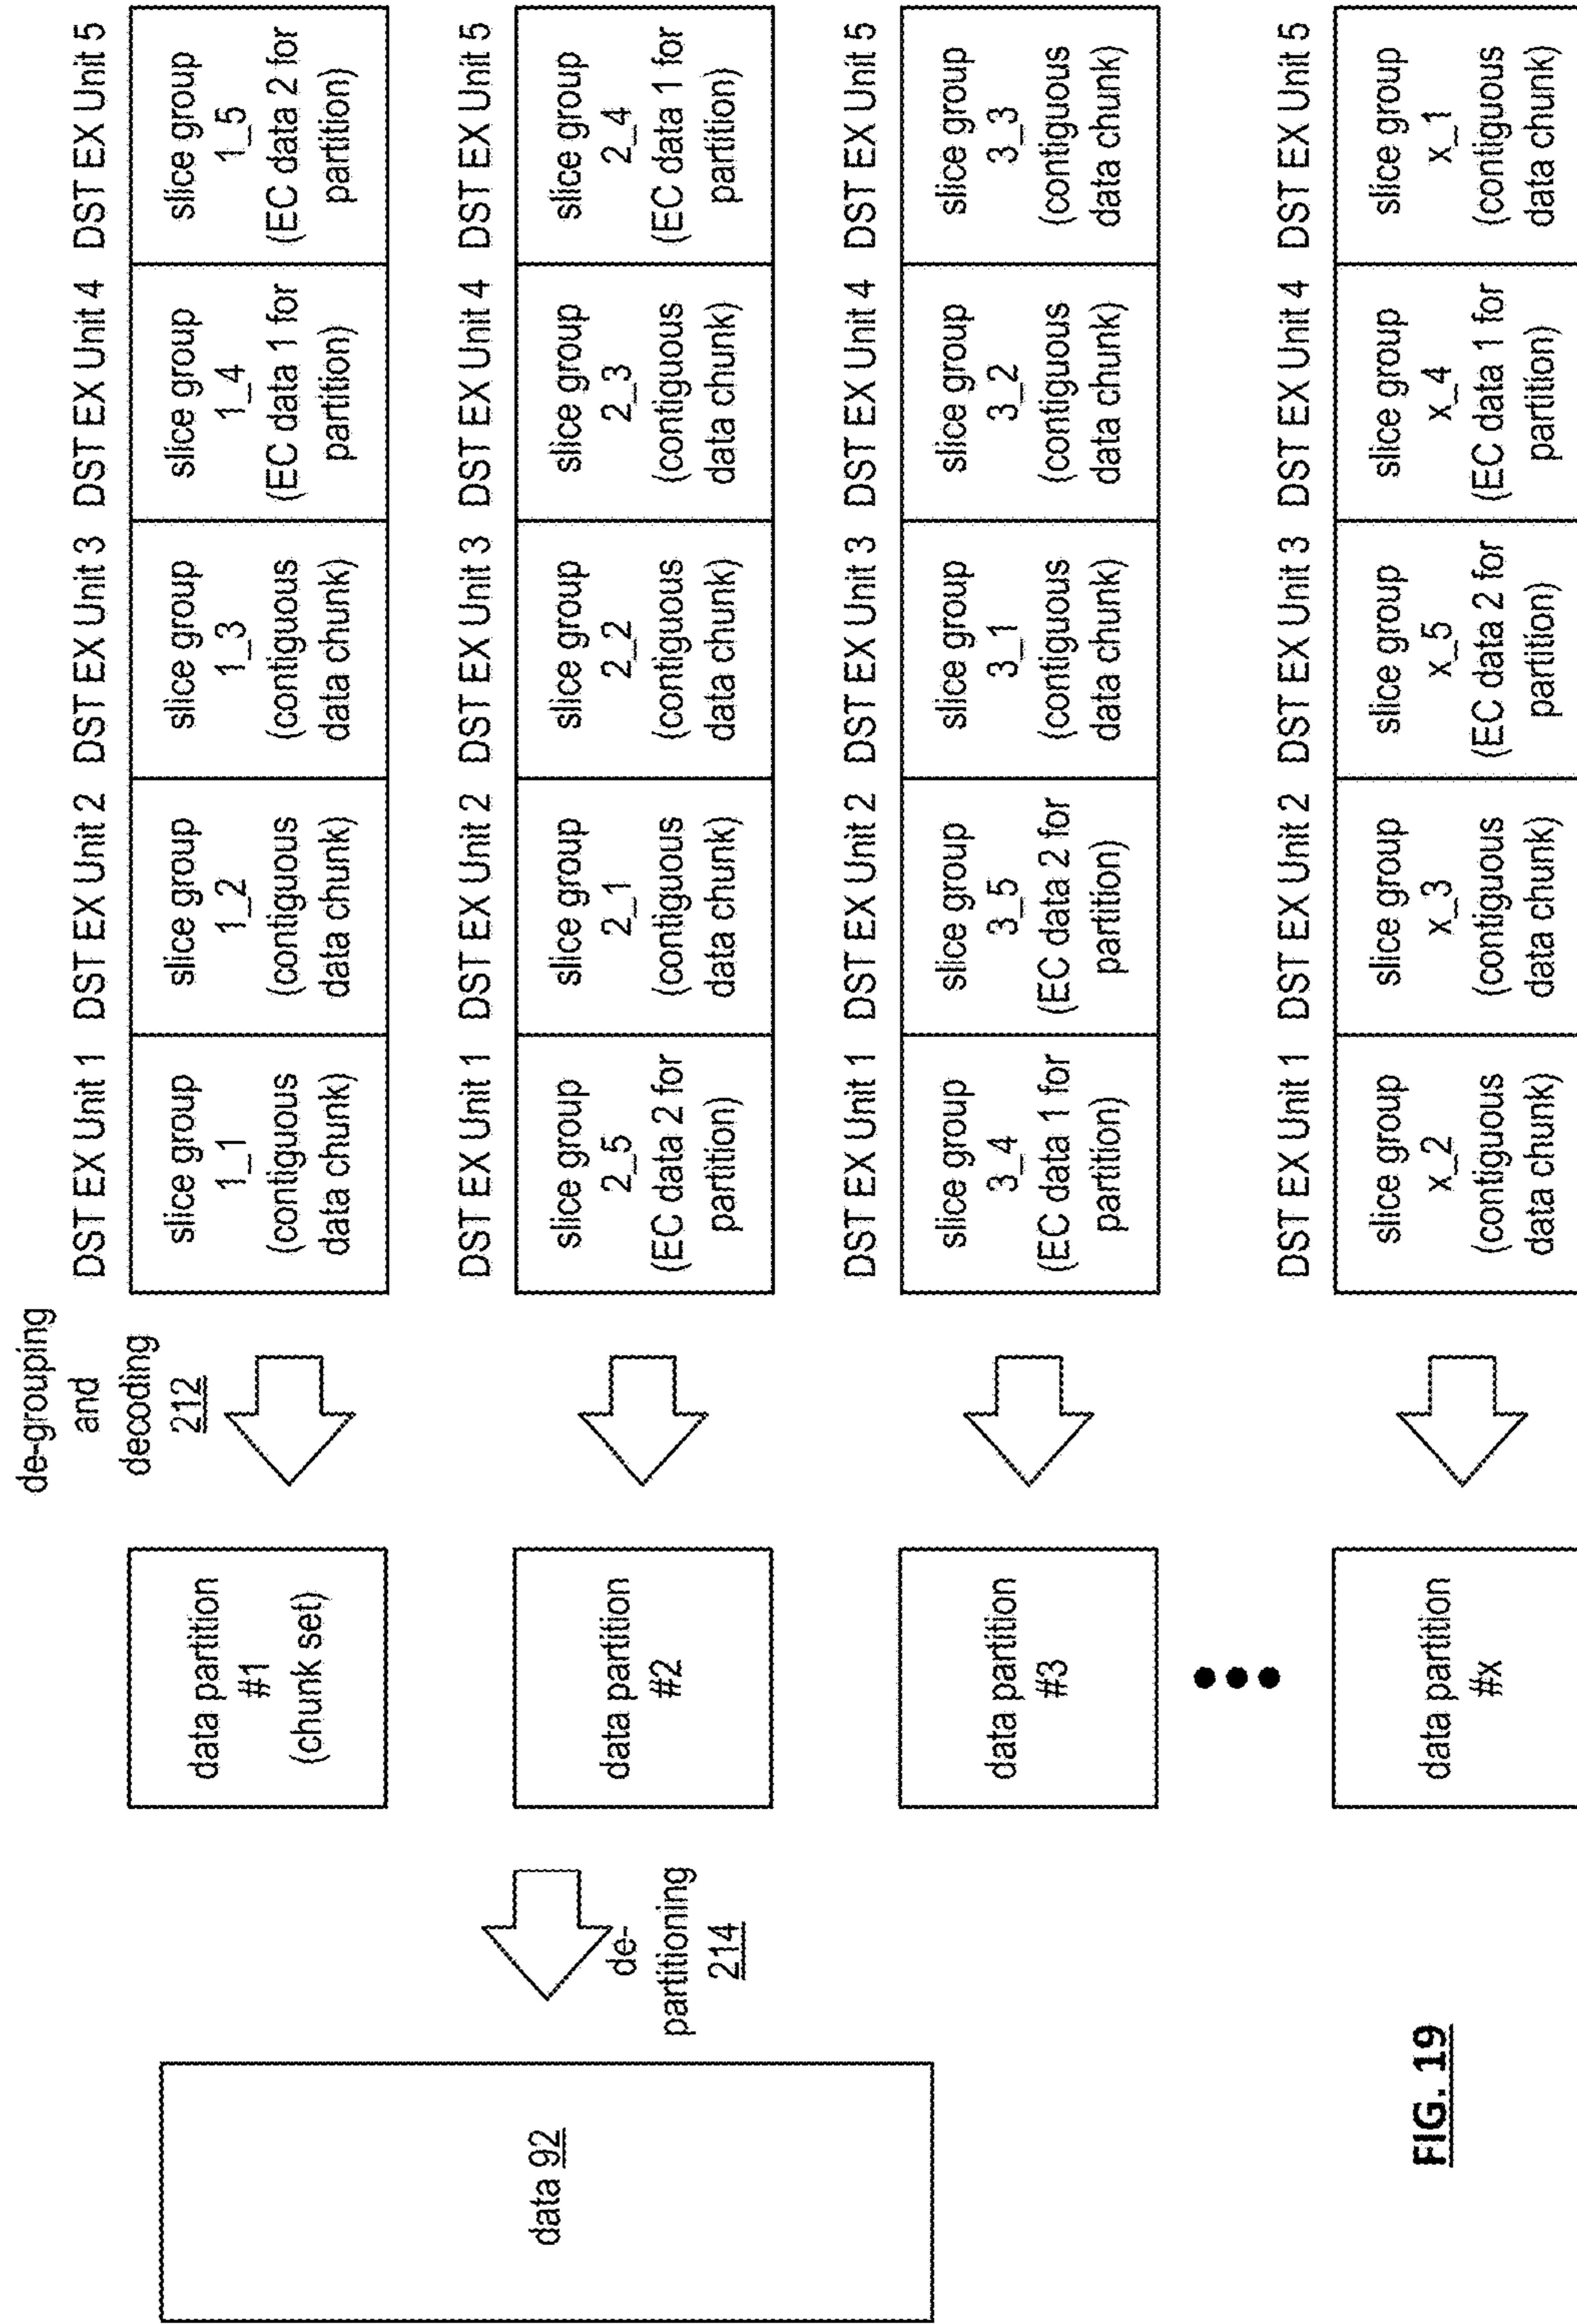 de-grouping
and
decoding
212
DST EX Unit 1 DST EX Unit 2 DST EX Unit 3 DST EX Unit 4 DST EX Unit 5
data partition
#1
(chunk set)
slice group
1_1
(contiguous
data chunk)
slice group
1_2
(contiguous
data chunk)
slice group
1_3
(contiguous
data chunk)
slice group
1_4
(EC data 1 for
partition)
slice group
1_5
(EC data 2 for
partition)
data 92
de-
partitioning
214
DST EX Unit 1 DST EX Unit 2 DST EX Unit 3 DST EX Unit 4 DST EX Unit 5
data partition
#2
slice group
2_5
(EC data 2 for
partition)
slice group
2_1
(contiguous
data chunk)
slice group
2_2
(contiguous
data chunk)
slice group
2_3
(contiguous
data chunk)
slice group
2_4
(EC data 1 for
partition)
DST EX Unit 1 DST EX Unit 2 DST EX Unit 3 DST EX Unit 4 DST EX Unit 5
data partition
#3
slice group
3_4
(EC data 1 for
partition)
slice group
3_5
(EC data 2 for
partition)
slice group
3_1
(contiguous
data chunk)
slice group
3_2
(contiguous
data chunk)
slice group
3_3
(contiguous
data chunk)
DST EX Unit 1 DST EX Unit 2 DST EX Unit 3 DST EX Unit 4 DST EX Unit 5
data partition
#x
slice group
x_2
(contiguous
data chunk)
slice group
x_3
(contiguous
data chunk)
slice group
x_5
(EC data 2 for
partition)
slice group
x_4
(EC data 1 for
partition)
slice group
x_1
(contiguous
data chunk)
FIG. 19